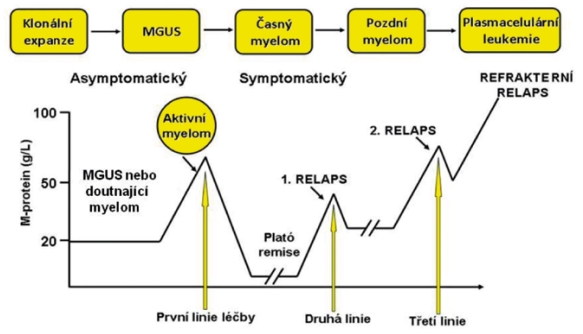 Klonální
expanze
MGUS
Časný
myelom
Pozdní
myelom
Plasmacelulární
leukemie
Asymptomatický
Symptomatický
REFRAKTERNÍ
RELAPS
M-protein (g/L)
100
50
20
Aktivní
myelom
MGUS nebo
doutnající
myelom
Plató
remise
1. RELAPS
2. RELAPS
První linie léčby
Druhá linie
Třetí linie